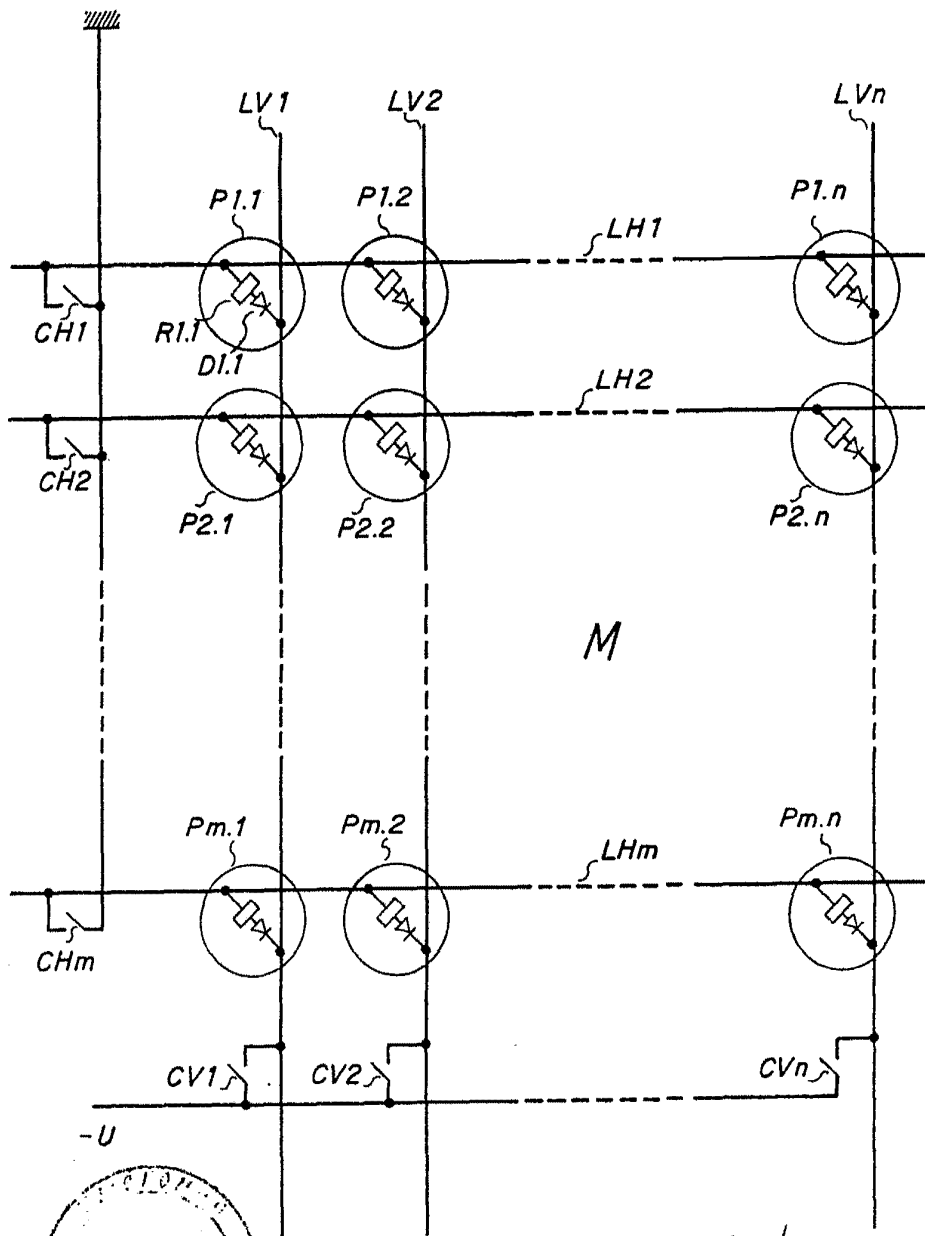 LV1 LV2 LVn
P1.1 P1.2 P1.n
LH1
CH1 R1.1 D1.1
LH2
CH2 P2.1 P2.2 P2.n
M
Pm.1 Pm.2 Pm.n
LHm
CHm
CV1 CV2 CVn
-U